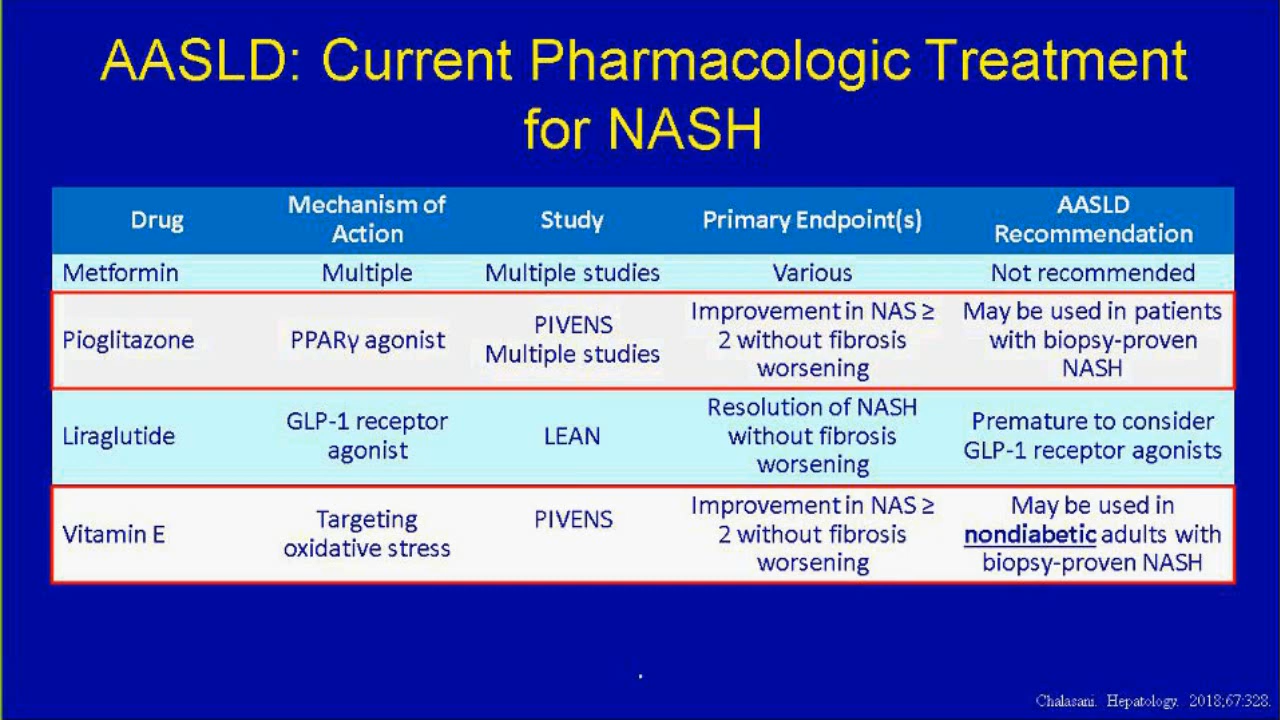 AASLD: Current Pharmacologic Treatment
for NASH
Drug
Mechanism of
Action
Study
Primary Endpoint(s)
AASLD
Recommendation
Metformin
Multiple
Multiple studies
Various
Not recommended
Pioglitazone
PPARγ agonist
PIVENS
Multiple studies
Improvement in NAS ≥
2 without fibrosis
worsening
May be used in patients
with biopsy-proven
NASH
Liraglutide
GLP-1 receptor
agonist
LEAN
Resolution of NASH
without fibrosis
worsening
Premature to consider
GLP-1 receptor agonists
Vitamin E
Targeting
oxidative stress
PIVENS
Improvement in NAS ≥
2 without fibrosis
worsening
May be used in
nondiabetic adults with
biopsy-proven NASH
.
Chalasani. Hepatology. 2018;67:328.